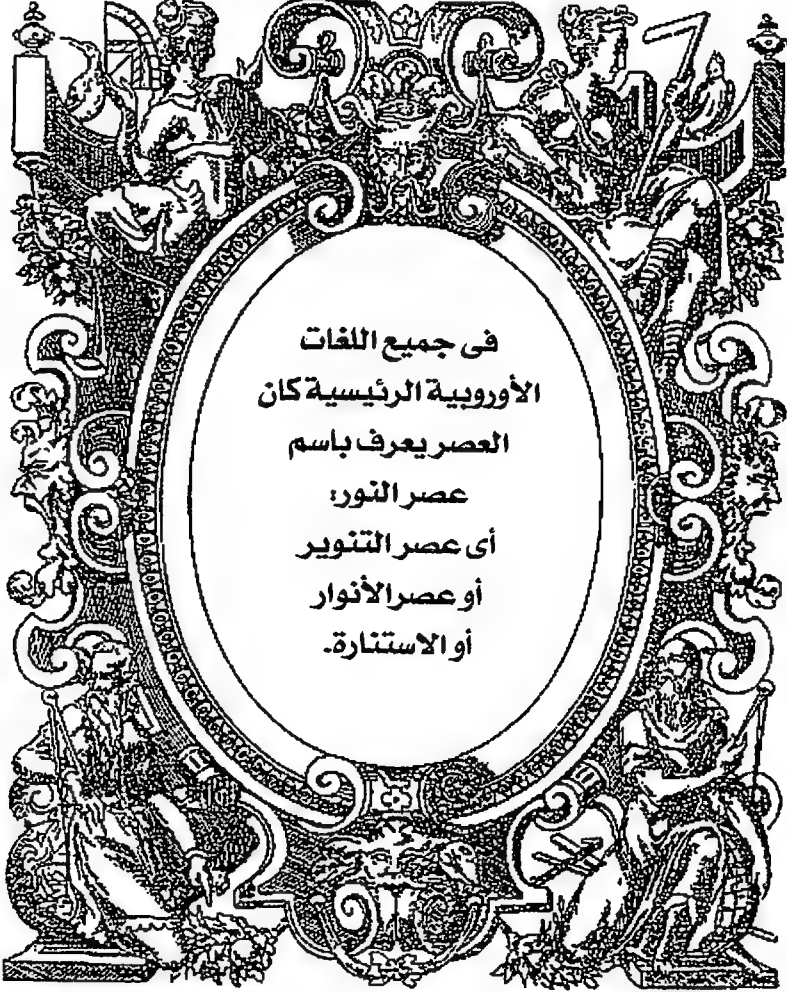 فى جميع اللغات
الأوروبية الرئيسية كان
العصر يعرف باسم
عصر النور:
أى عصر التنوير
أو عصر الأنوار
أو الاستنارة.